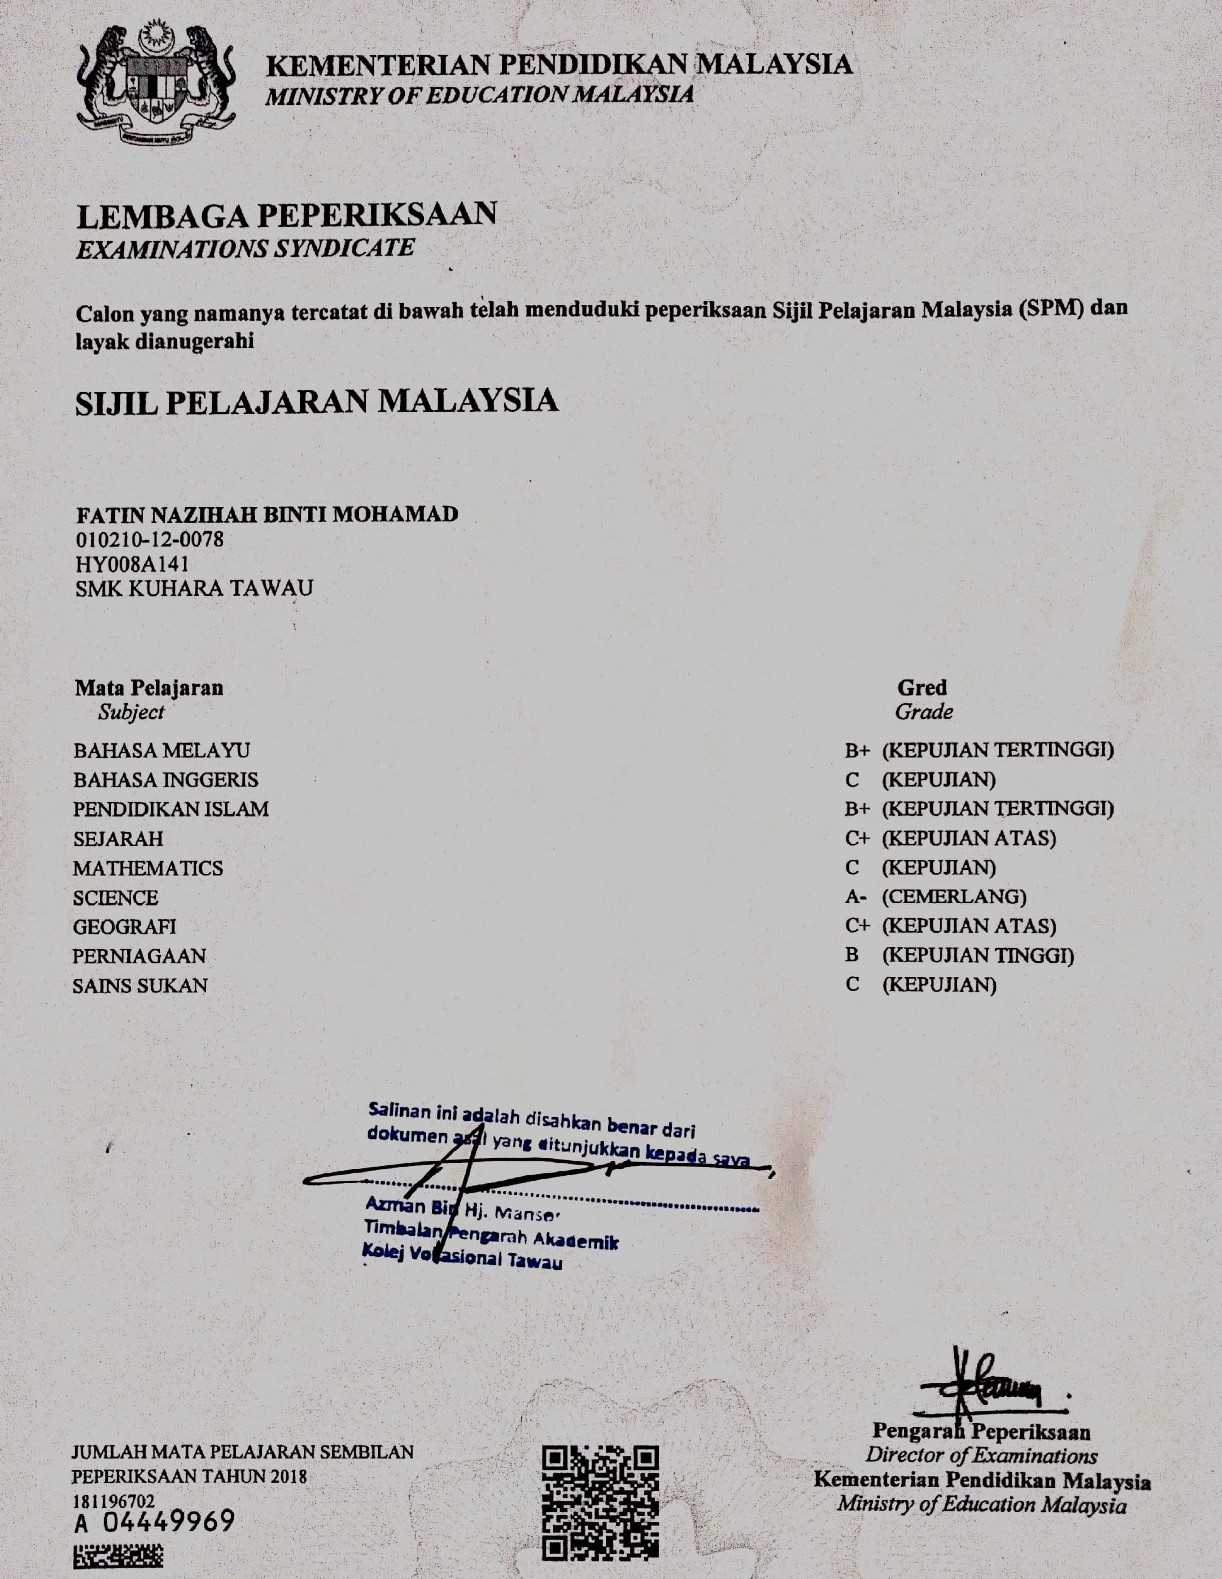 KEMENTERIAN PENDIDIKAN MALAYSIA
MINISTRY OF EDUCATION MALAYSIA
LEMBAGA PEPERIKSAAN
EXAMINATIONS SYNDICATE
Calon yang namanya tercatat di bawah telah menduduki peperiksaan Sijil Pelajaran Malaysia (SPM) dan
layak dianugerahi
SIJIL PELAJARAN MALAYSIA
FATIN NAZIHAH BINTI MOHAMAD
010210-12-0078
HY008A141
SMK KUHARA TAWAU
Mata Pelajaran Gred
Subject Grade
BAHASA MELAYU B+ (KEPUJIAN TERTINGGI)
BAHASA INGGERIS C (KEPUJIAN)
PENDIDIKAN ISLAM B+ (KEPUJIAN TERTINGGI)
SEJARAH C+ (KEPUJIAN ATAS)
MATHEMATICS C (KEPUJIAN)
SCIENCE A- (CEMERLANG)
GEOGRAFI C+ (KEPUJIAN ATAS)
PERNIAGAAN B (KEPUJIAN TINGGI)
SAINS SUKAN C (KEPUJIAN)
Salinan ini adalah disahkan benar dari
dokumen asal yang ditunjukkan kepada saya
Azman Bin Hj.
Timbalan Pengarah Akademik
Kolej Vokasional Tawau
Pengarah Peperiksaan
Director of Examinations
Kementerian Pendidikan Malaysia
Ministry of Education Malaysia
JUMLAH MATA PELAJARAN SEMBILAN
PEPERIKSAAN TAHUN 2018
181196702
A 04449969